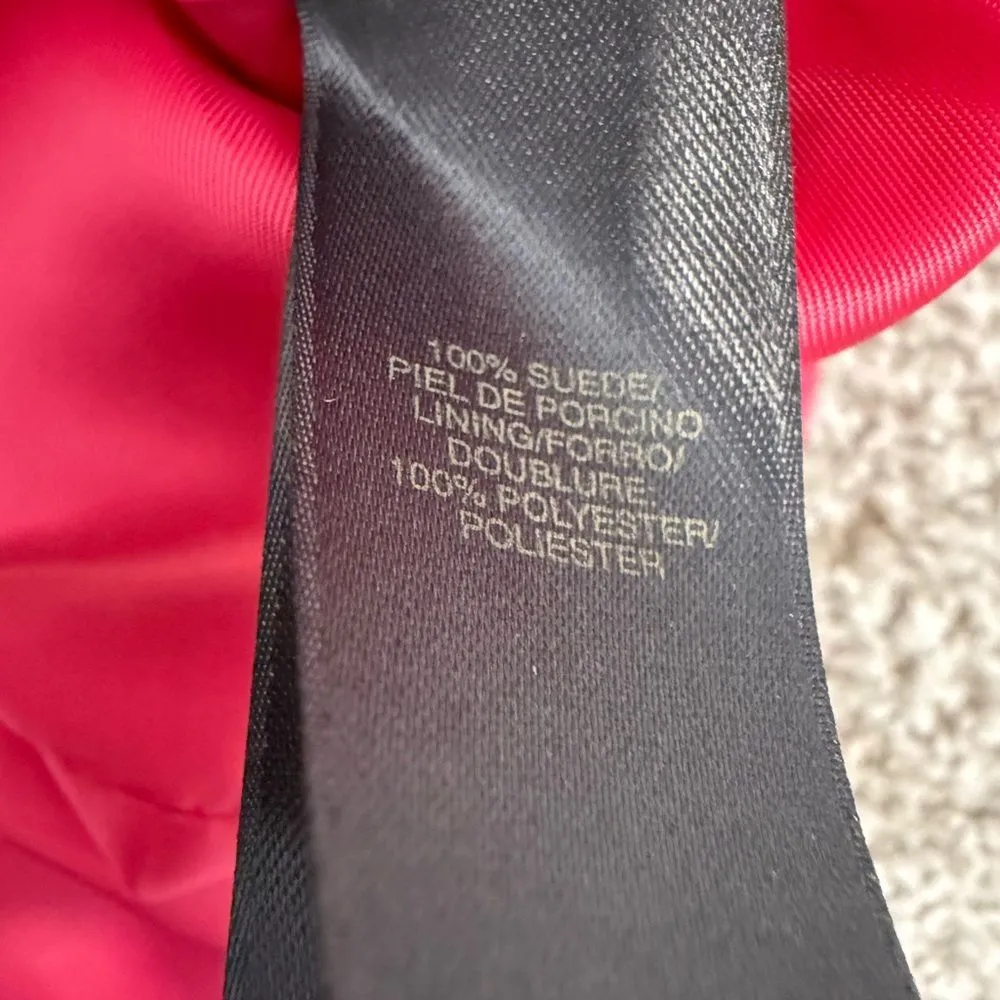 100% SUEDE/
PIEL DE PORCINO
LINING/FORRO/
DOUBLURE
100% POLYESTER/
POLIESTER